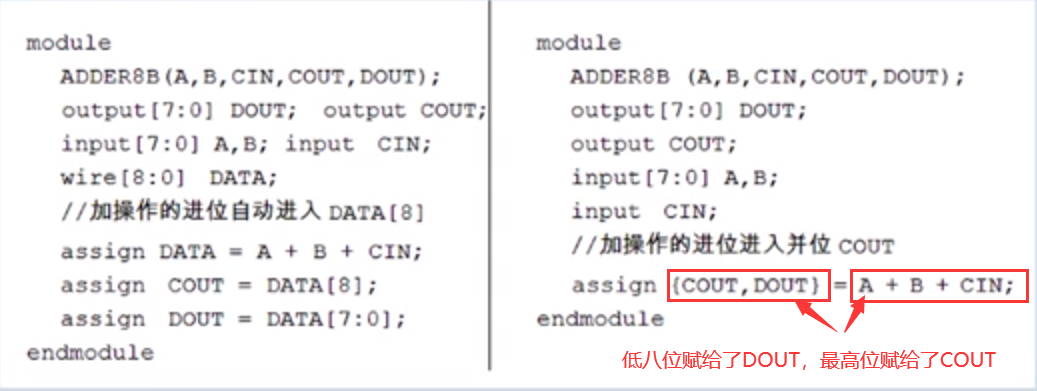 module
ADDER8B(A,B,CIN,COUT,DOUT);
output[7:0] DOUT; output COUT;
input[7:0] A,B; input CIN;
wire[8:0] DATA;
//加操作的进位自动进入 DATA[8]
assign DATA = A + B + CIN;
assign COUT = DATA[8];
assign DOUT = DATA[7:0];
endmodule
module
ADDER8B (A,B,CIN,COUT,DOUT);
output[7:0] DOUT;
output COUT;
input[7:0] A,B;
input CIN;
//加操作的进位进入并位 COUT
assign {COUT,DOUT} = A + B + CIN;
endmodule
低八位赋给了DOUT，最高位赋给了COUT